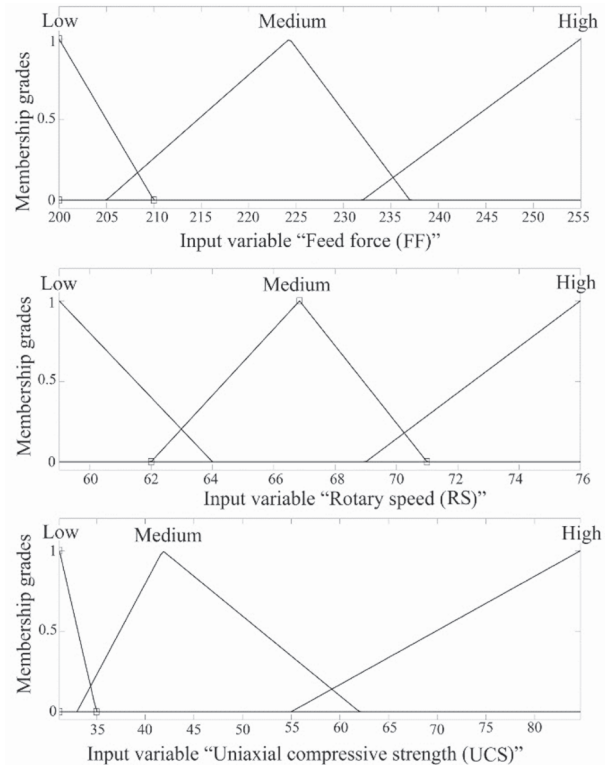 Low Medium High
Membership grades
1
0.5
0
200 205 210 215 220 225 230 235 240 245 250 255
Input variable “Feed force (FF)”
Low Medium High
Membership grades
1
0.5
0
60 62 64 66 68 70 72 74 76
Input variable “Rotary speed (RS)”
Low Medium High
Membership grades
1
0.5
0
35 40 45 50 55 60 65 70 75 80
Input variable “Uniaxial compressive strength (UCS)”